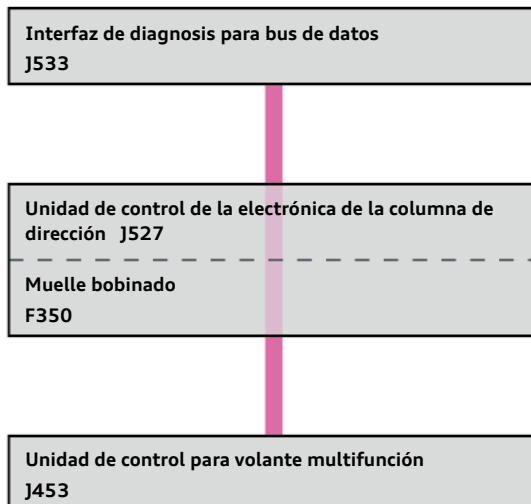 Interfaz de diagnosis para bus de datos
J533
Unidad de control de la electrónica de la columna de
dirección J527
Muelle bobinado
F350
Unidad de control para volante multifunción
J453